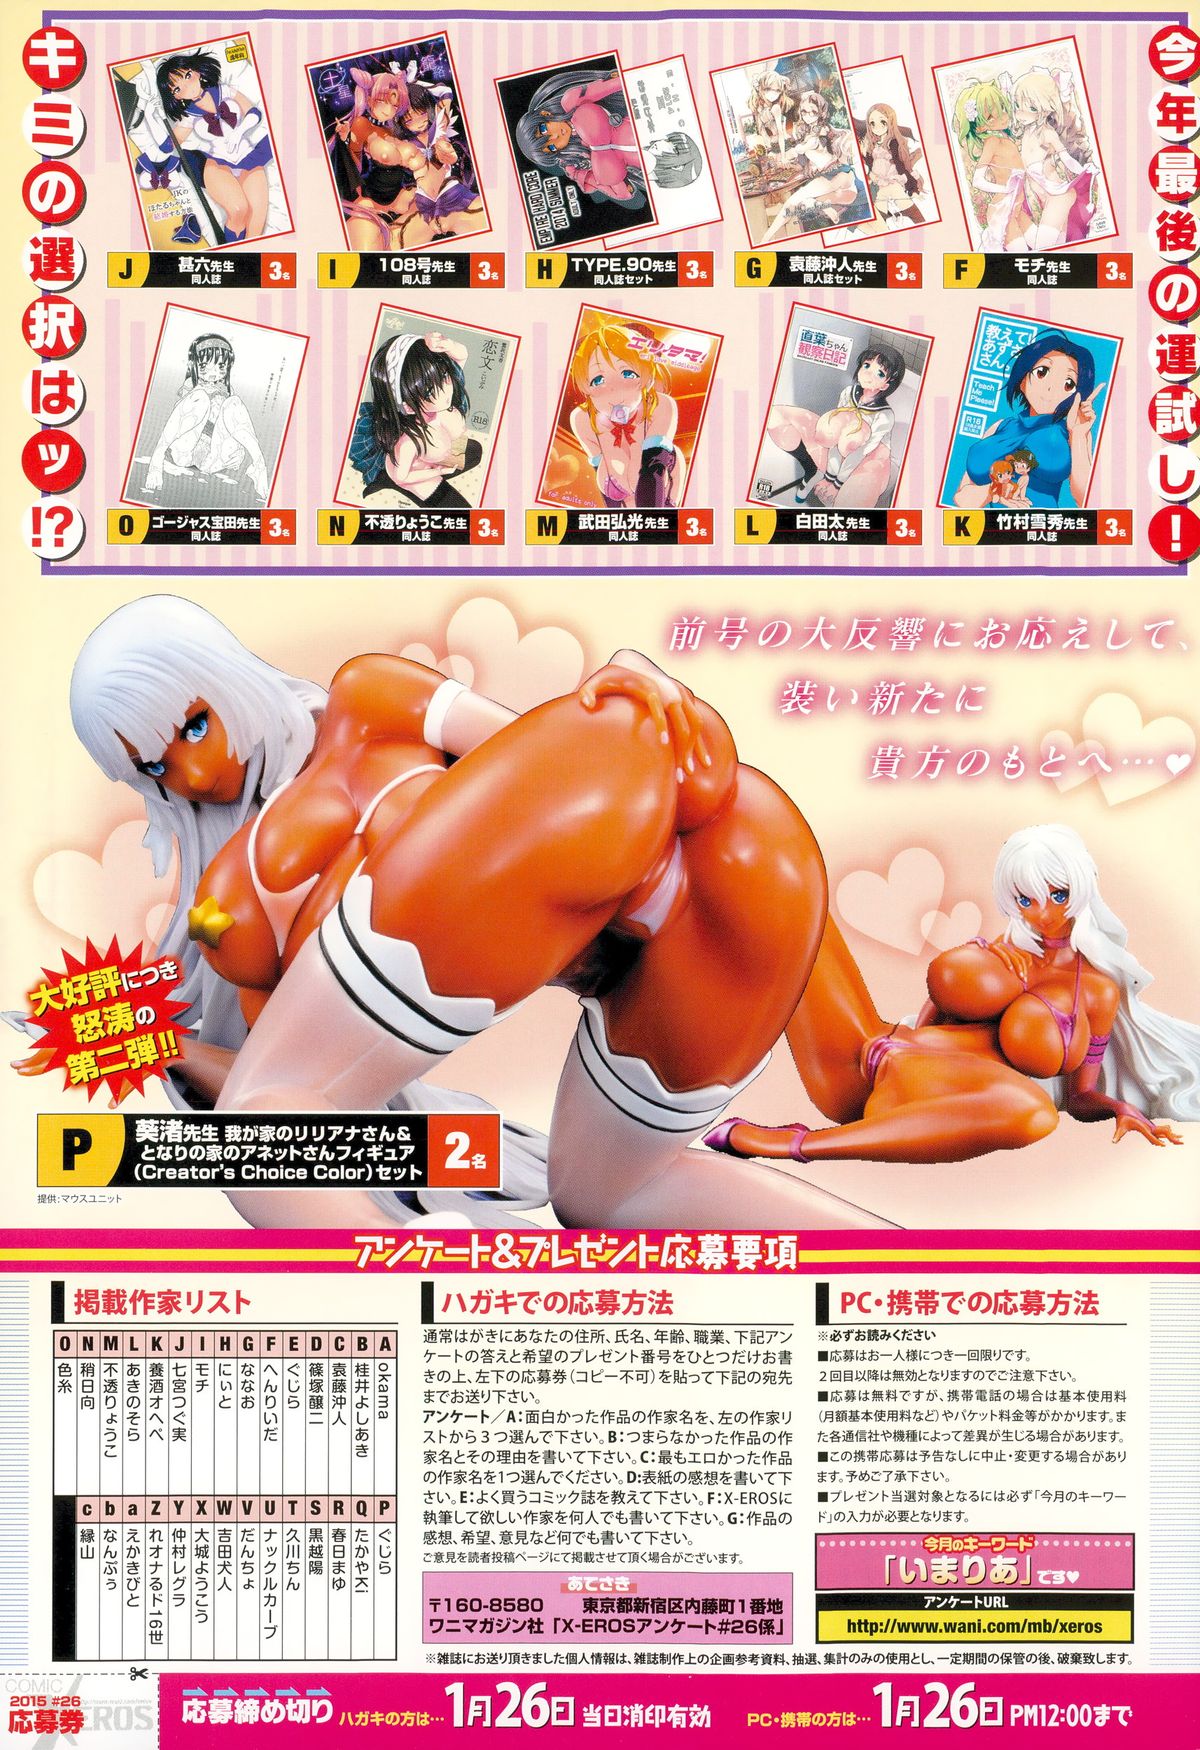 今年最後の運試し！
キミの選択はッ!?
J 甚六先生 同人誌 3名
I 108号先生 同人誌 3名
H TYPE.90先生 同人誌セット 3名
G 袁藤沖人先生 同人誌セット 3名
F モチ先生 同人誌 3名
O ゴージャス宝田先生 同人誌 3名
N 不透りょうこ先生 同人誌 3名
M 武田弘光先生 同人誌 3名
L 白田太先生 同人誌 3名
K 竹村雪秀先生 同人誌 3名
JKの
ほたるちゃんと
結婚する方法
恋文
R18
エリ☆タマ！
for adults only
直葉ちゃん
観察日記
教えて!
あずささん。
Teach
Me
Please!
前号の大反響にお応えして、
装い新たに
貴方のもとへ…♥
大好評につき
怒涛の
第二弾!!
P 葵渚先生 我が家のリリアナさん＆
となりの家のアネットさんフィギュア
(Creator's Choice Color)セット
2名
提供：マウスユニット
アンケート&プレゼント応募要項
掲載作家リスト
A okama
B 桂井よしあき
C 袁藤沖人
D 篠塚醸二
E ぐじら
F へんりいだ
G ななお
H にぃと
I モチ
J 七宮つぐ実
K 養酒オヘペ
L あきのそら
M 不透りょうこ
N 稍日向
O 色糸
P ぐじら
Q たかやKi
R 春日まゆ
S 黒越陽
T 久川ちん
U ナックルカーブ
V だんちょ
W 吉田犬人
X 大城ようこう
Y 仲村レグラ
Z れオナるド16世
a えかきびと
b なんぷぅ
c 縁山
ハガキでの応募方法
通常はがきにあなたの住所、氏名、年齢、職業、下記アン
ケートの答えと希望のプレゼント番号をひとつだけお書
きの上、左下の応募券（コピー不可）を貼って下記の宛先
までお送り下さい。
アンケート／A：面白かった作品の作家名を、左の作家リ
ストから3つ選んで下さい。B：つまらなかった作品の作
家名とその理由を書いて下さい。C：最もエロかった作品
の作家名を1つ選んでください。D:表紙の感想を書いて下
さい。E：よく買うコミック誌を教えて下さい。F：X-EROSに
執筆して欲しい作家を何人でも書いて下さい。G：作品の
感想、希望、意見など何でも書いて下さい。
ご意見を読者投稿ページにて掲載させて頂く場合がございます。
あてさき
〒160-8580 東京都新宿区内藤町1番地
ワニマガジン社「X-EROSアンケート#26係」
PC・携帯での応募方法
※必ずお読みください
■応募はお一人様につき一回限りです。
2回目以降は無効となりますのでご注意下さい。
■応募は無料ですが、携帯電話の場合は基本使用料
（月額基本使用料など）やパケット料金等がかかります。ま
た各通信社や機種によって差異が生じる場合があります。
■この携帯応募は予告なしに中止・変更する場合があり
ます。予めご了承下さい。
■プレゼント当選対象となるには必ず「今月のキーワー
ド」の入力が必要となります。
今月のキーワード
「いまりあ」です♥
アンケートURL
http://www.wani.com/mb/xeros
※雑誌にお送り頂きました個人情報は、雑誌制作上の企画参考資料、抽選、集計のみの使用とし、一定期間の保管の後、破棄致します。
COMIC
2015 #26
応募券
EROS
応募締め切り ハガキの方は… 1月26日 当日消印有効 PC・携帯の方は… 1月26日 PM12:00まで